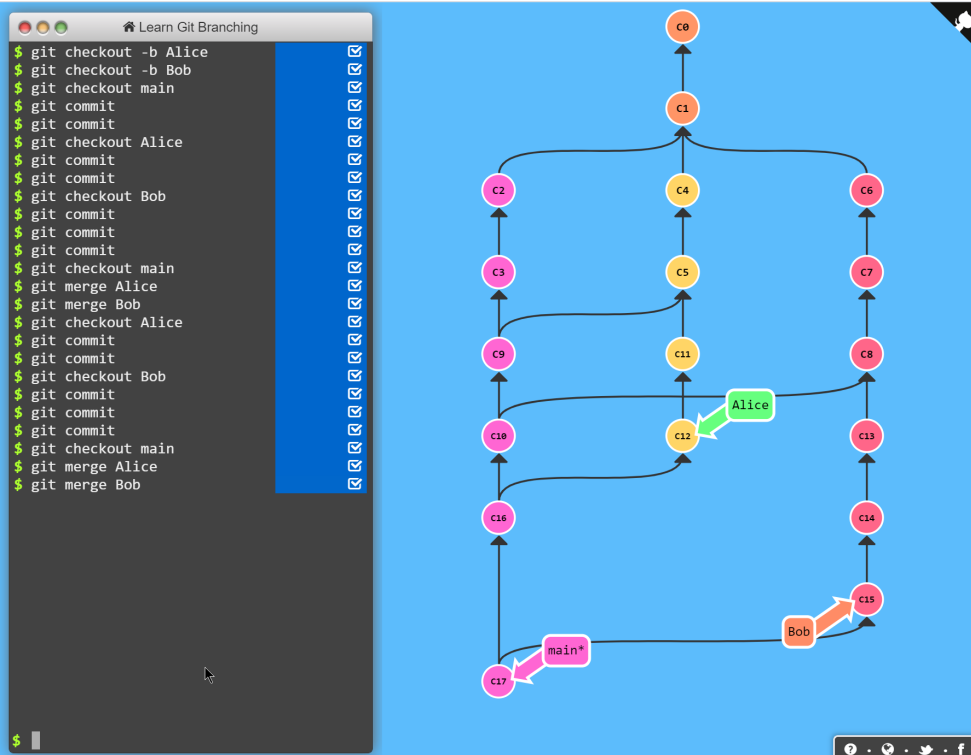 Learn Git Branching
$ git checkout -b Alice
$ git checkout -b Bob
$ git checkout main
$ git commit
$ git commit
$ git checkout Alice
$ git commit
$ git commit
$ git checkout Bob
$ git commit
$ git commit
$ git commit
$ git checkout main
$ git merge Alice
$ git merge Bob
$ git checkout Alice
$ git commit
$ git commit
$ git checkout Bob
$ git commit
$ git commit
$ git commit
$ git checkout main
$ git merge Alice
$ git merge Bob
$
C0
C1
C2 C4 C6
C3 C5 C7
C9 C11 C8
Alice
C10 C12 C13
C16 C14
C15
Bob
main*
C17